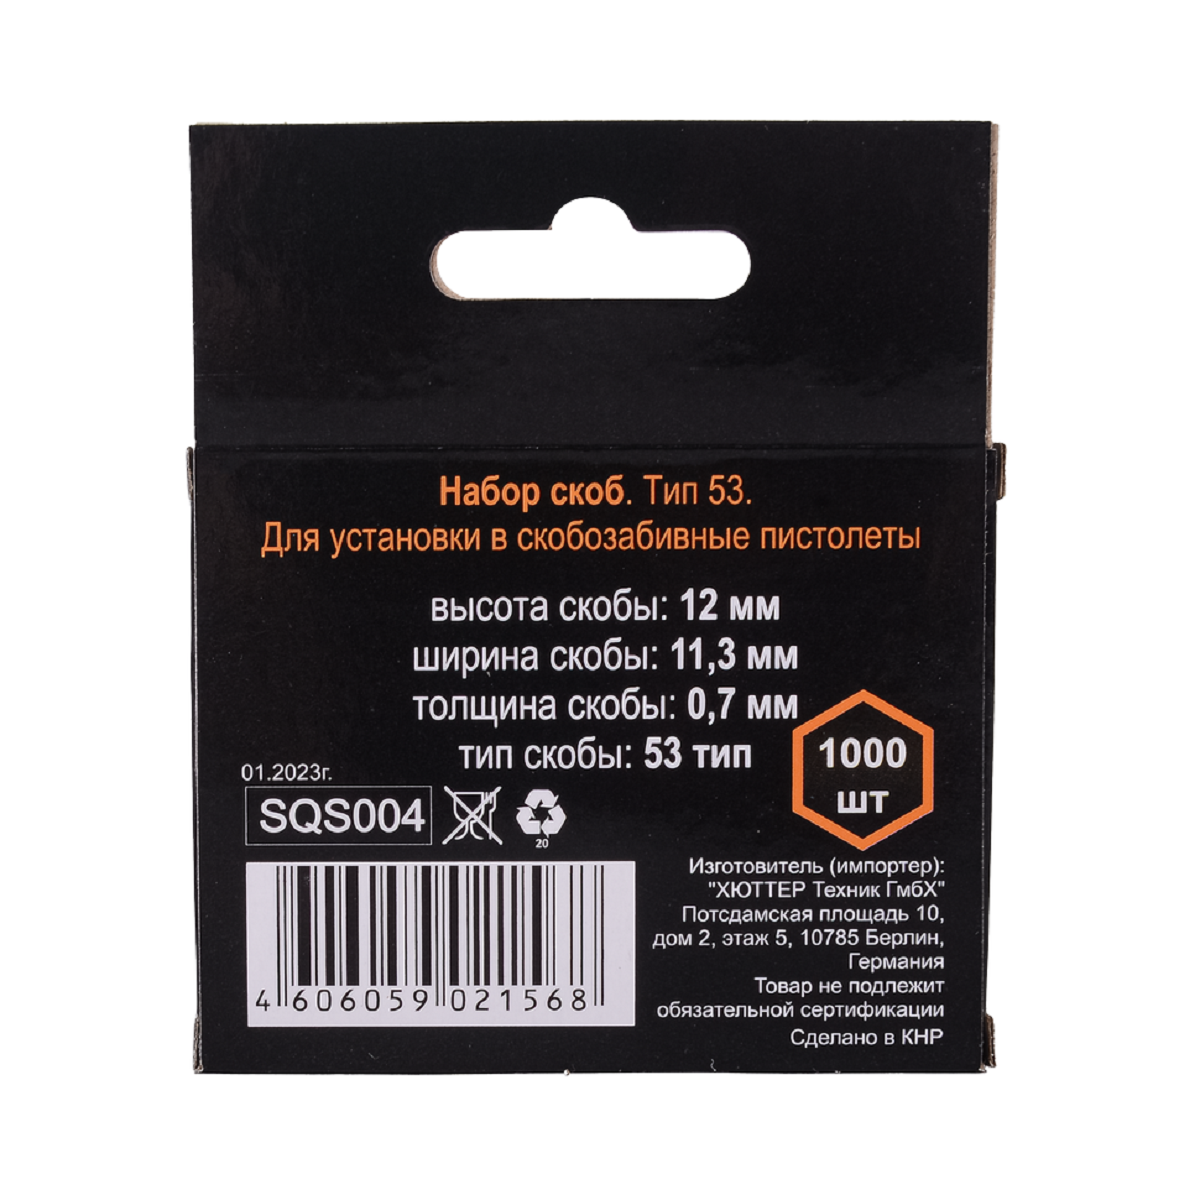 Набор скоб. Тип 53.
Для установки в скобозабивные пистолеты
высота скобы: 12 мм
ширина скобы: 11,3 мм
толщина скобы: 0,7 мм
тип скобы: 53 тип
1000
шт
01.2023г.
SQS004
20
4 606059 021568
Изготовитель (импортер):
"ХЮТТЕР Техник ГмбХ"
Потсдамская площадь 10,
дом 2, этаж 5, 10785 Берлин,
Германия
Товар не подлежит
обязательной сертификации
Сделано в КНР